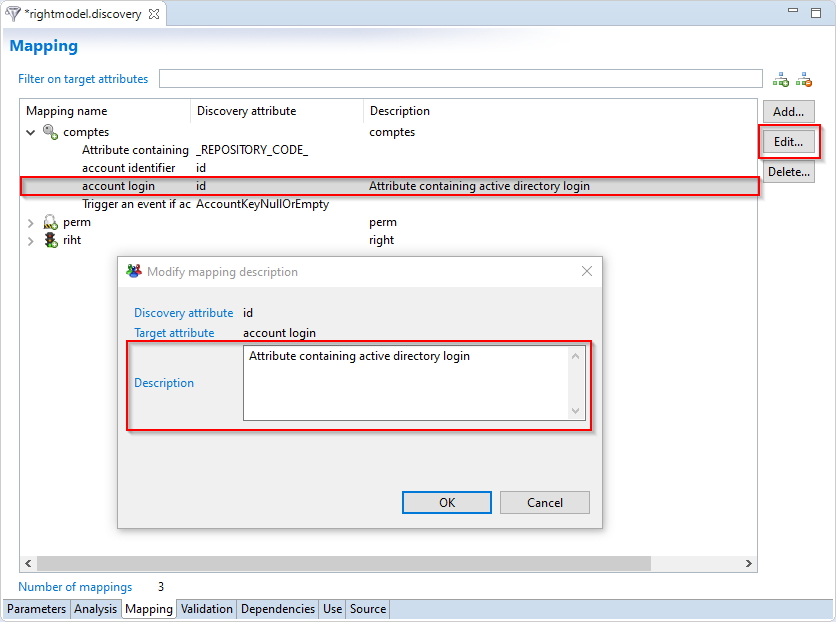 *rightmodel.discovery
Mapping
Filter on target attributes
Mapping name Discovery attribute Description
Add...
comptes comptes
Edit...
Attribute containing _REPOSITORY_CODE_
account identifier id
Delete...
account login id Attribute containing active directory login
Trigger an event if ac AccountKeyNullOrEmpty
perm perm
riht right
Modify mapping description
Discovery attribute id
Target attribute account login
Description Attribute containing active directory login
OK Cancel
Number of mappings 3
Parameters Analysis Mapping Validation Dependencies Use Source